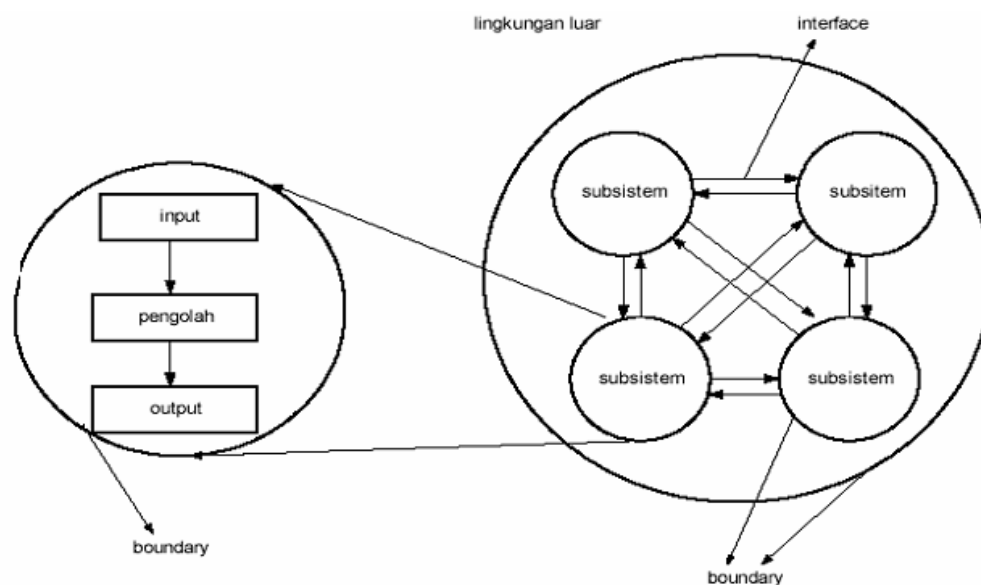 lingkungan luar
interface
subsistem
subsitem
input
pengolah
output
subsistem
subsistem
boundary
boundary